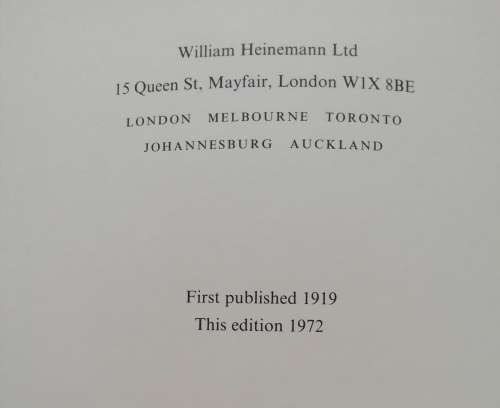 William Heinemann Ltd
15 Queen St, Mayfair, London W1X 8BE
LONDON MELBOURNE TORONTO
JOHANNESBURG AUCKLAND
First published 1919
This edition 1972